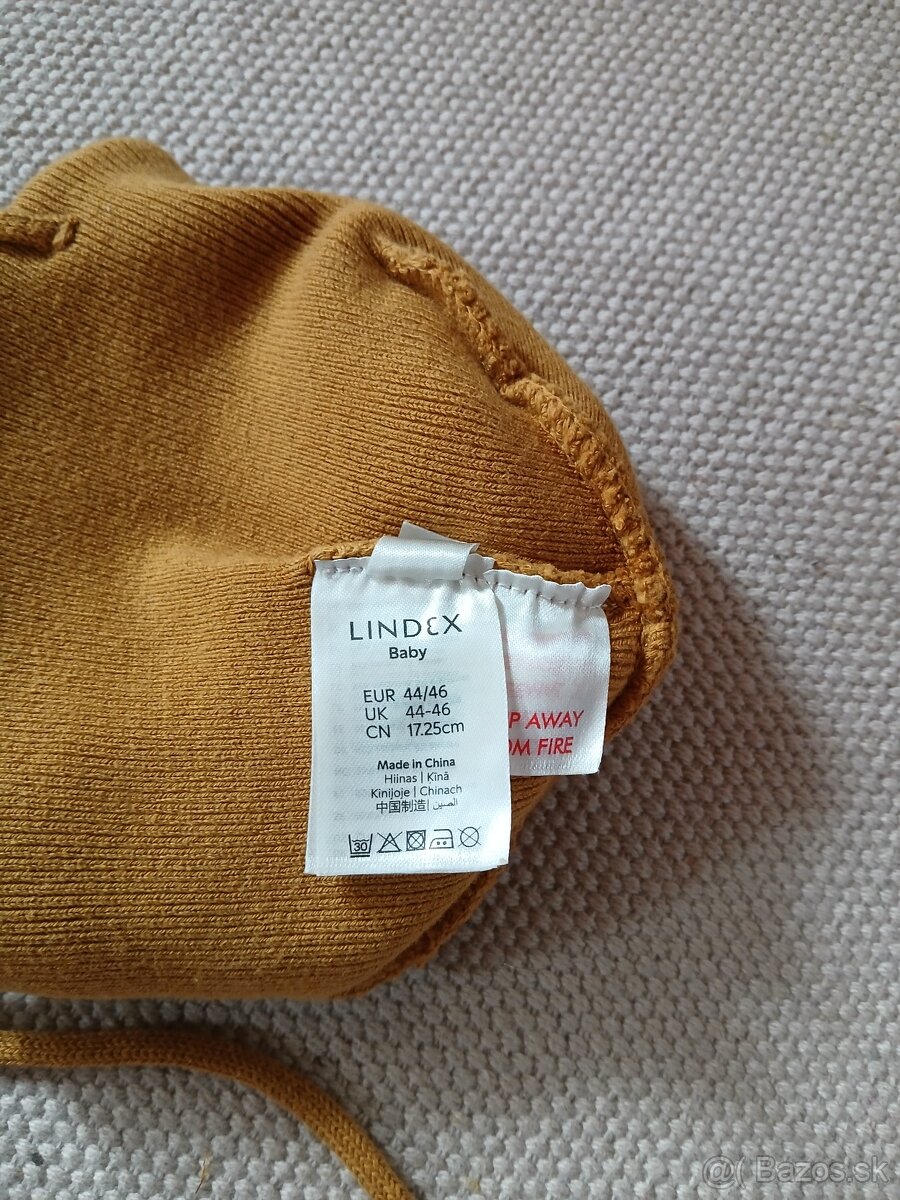 LINDEX
Baby
EUR 44/46
UK 44-46
CN 17.25cm
Made in China
Hiinas | Ķīnā
Kinijoje | Chinach
中国制造 | الصين
30
P AWAY
OM FIRE
@( Bazos.sk